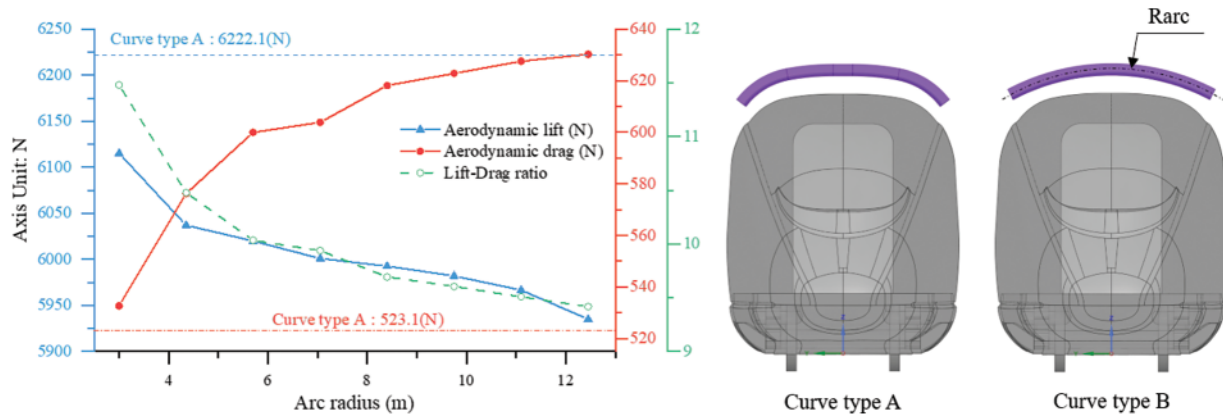 6250
6225
6200
6150
6100
6050
6000
5950
5900
Axis Unit: N
Curve type A : 6222.1(N)
Aerodynamic lift (N)
Aerodynamic drag (N)
Lift-Drag ratio
Curve type A : 523.1(N)
4
6
8
10
12
Arc radius (m)
640
620
600
580
560
540
520
12
11
10
9
Rarc
Curve type A
Curve type B